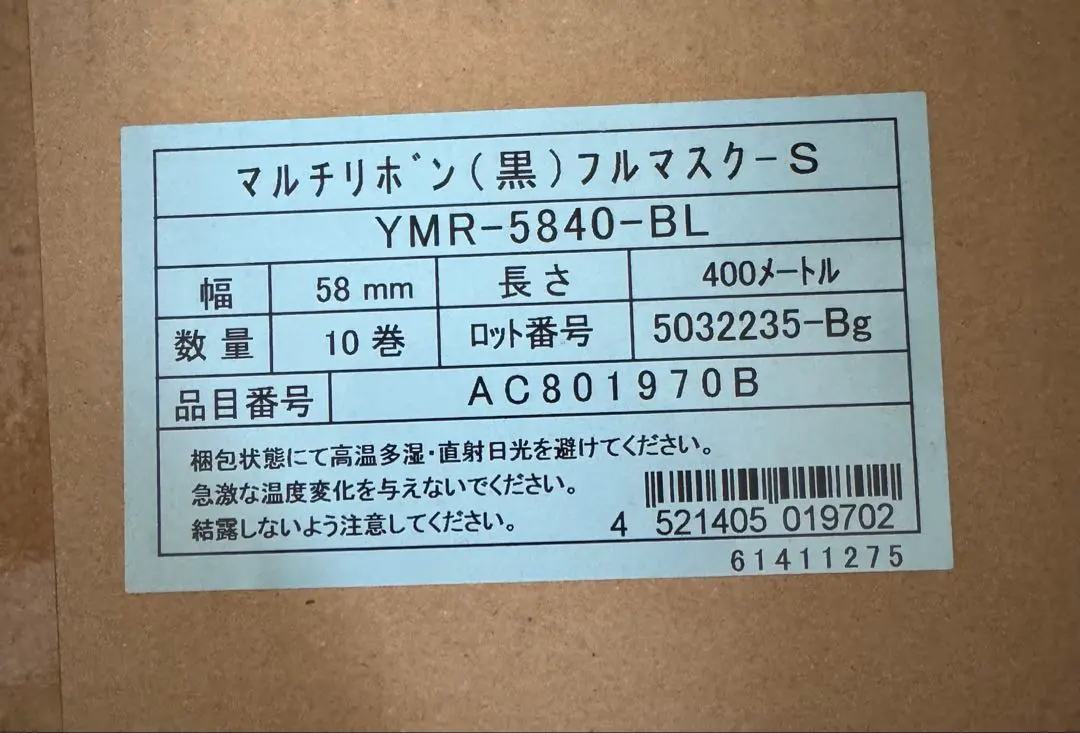 マルチリボン(黒)フルマスク-S
YMR-5840-BL
幅 58 mm 長さ 400メートル
数量 10 巻 ロット番号 5032235-Bg
品目番号 AC801970B
梱包状態にて高温多湿・直射日光を避けてください。
急激な温度変化を与えないでください。
結露しないよう注意してください。
4 521405 019702
61411275